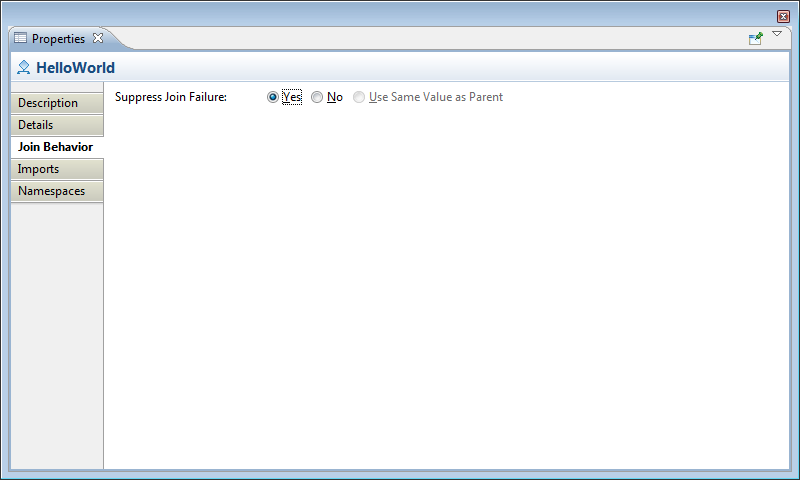 Properties
HelloWorld
Description
Details
Join Behavior
Imports
Namespaces
Suppress Join Failure: Yes No Use Same Value as Parent